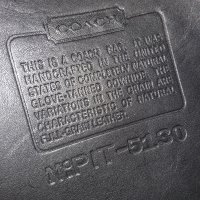 COACH
THIS IS A COACH BAG. IT WAS
HANDCRAFTED IN THE UNITED
STATES OF COMPLETELY NATURAL
GLOVE-TANNED COWHIDE. THE
VARIATIONS IN THE GRAIN ARE
CHARACTERISTIC OF NATURAL
FULL-GRAIN LEATHER.
5130